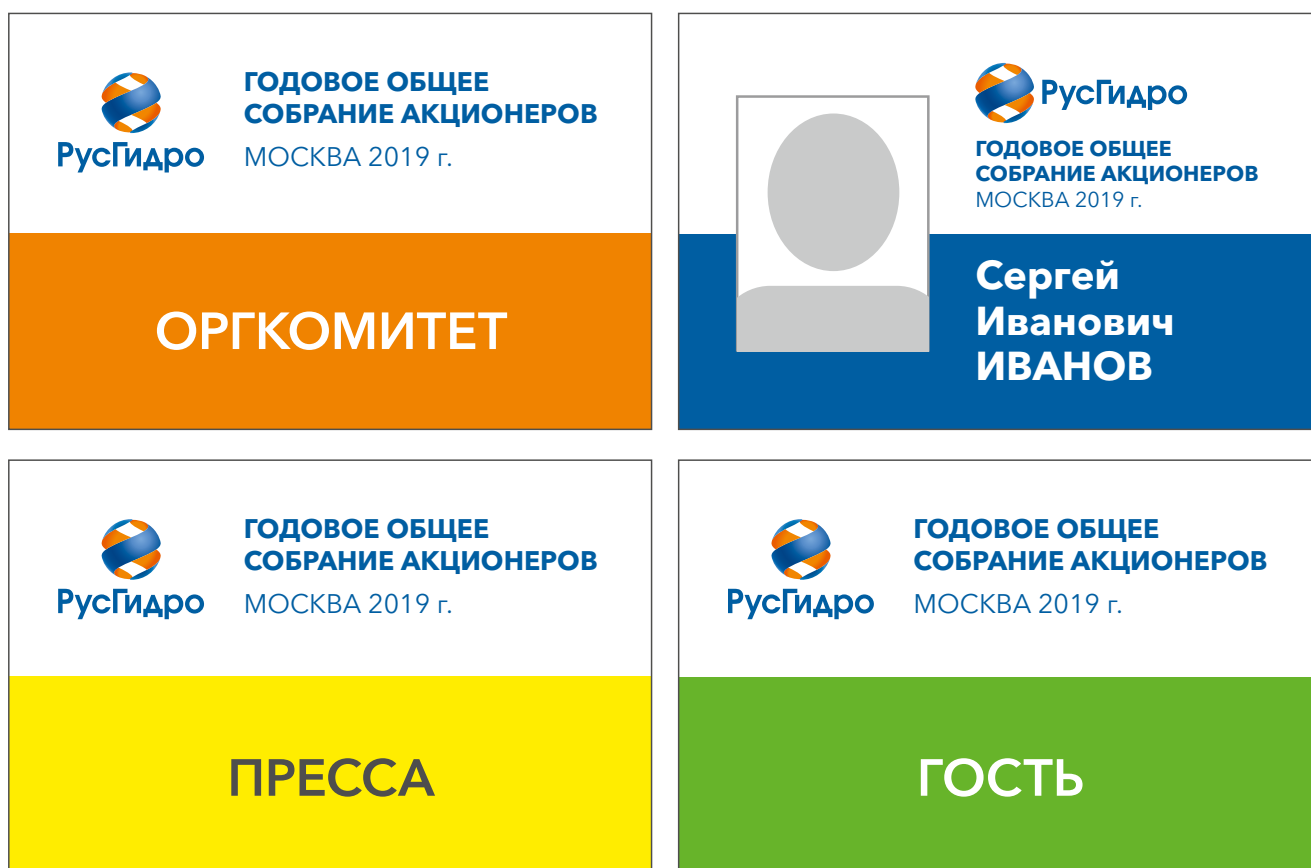 РусГидро
ГОДОВОЕ ОБЩЕЕ
СОБРАНИЕ АКЦИОНЕРОВ
МОСКВА 2019 г.
ОРГКОМИТЕТ
РусГидро
ГОДОВОЕ ОБЩЕЕ
СОБРАНИЕ АКЦИОНЕРОВ
МОСКВА 2019 г.
Сергей
Иванович
ИВАНОВ
РусГидро
ГОДОВОЕ ОБЩЕЕ
СОБРАНИЕ АКЦИОНЕРОВ
МОСКВА 2019 г.
ПРЕССА
РусГидро
ГОДОВОЕ ОБЩЕЕ
СОБРАНИЕ АКЦИОНЕРОВ
МОСКВА 2019 г.
ГОСТЬ